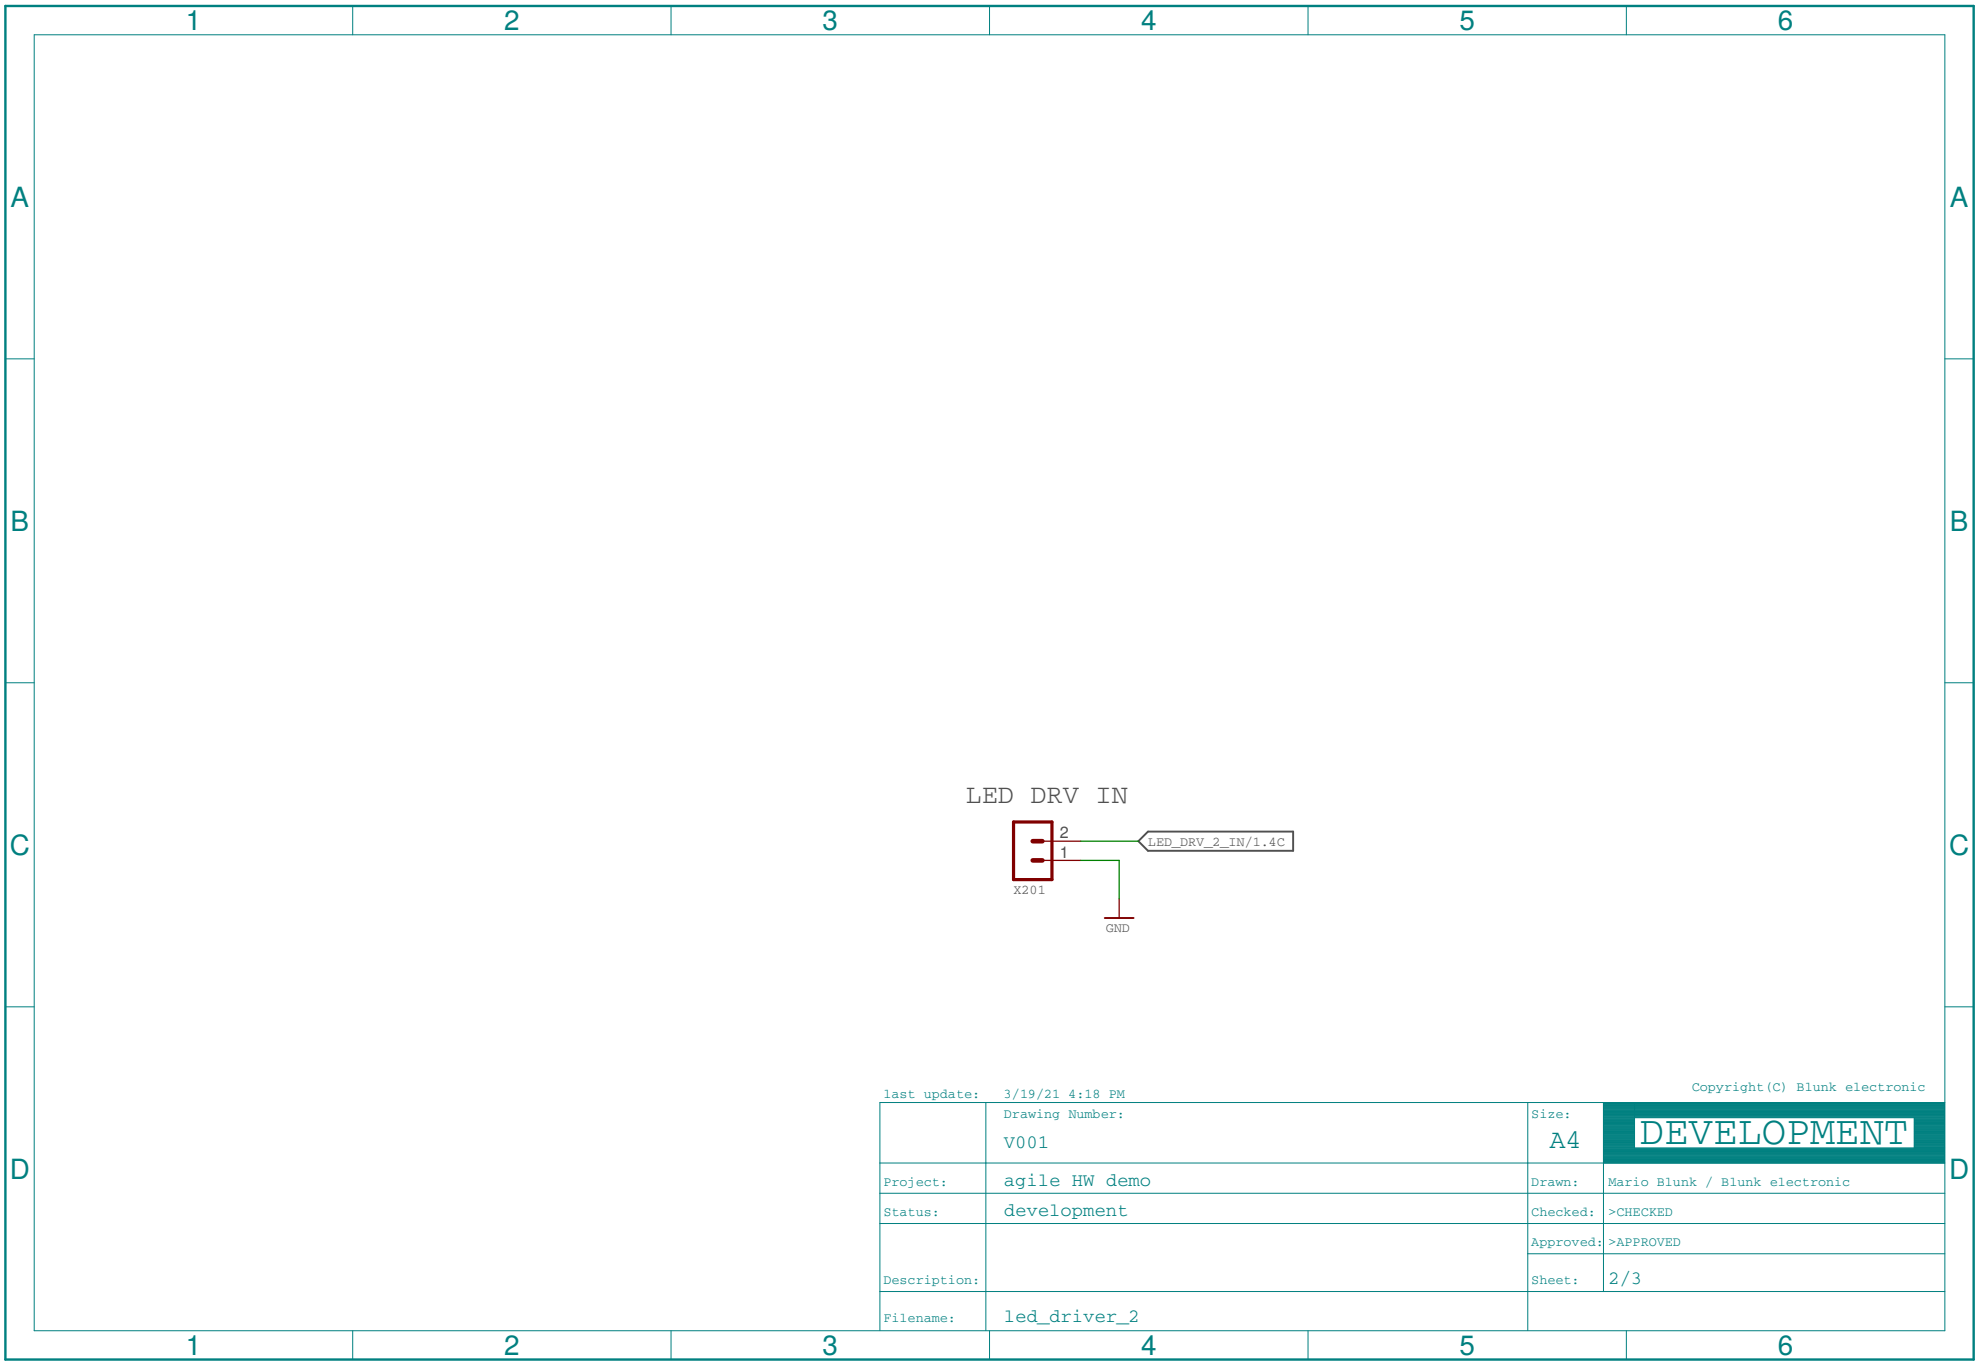 1 2 3 4 5 6
A A
B B
LED DRV IN
2
LED_DRV_2_IN/1.4C
1
C C
X201
GND
last update: 3/19/21 4:18 PM
Copyright(C) Blunk electronic
Drawing Number:
V001
Size:
A4
DEVELOPMENT
D D
Project: agile HW demo
Drawn: Mario Blunk / Blunk electronic
Status: development
Checked: >CHECKED
Approved: >APPROVED
Description:
Sheet: 2/3
Filename: led_driver_2
1 2 3 4 5 6